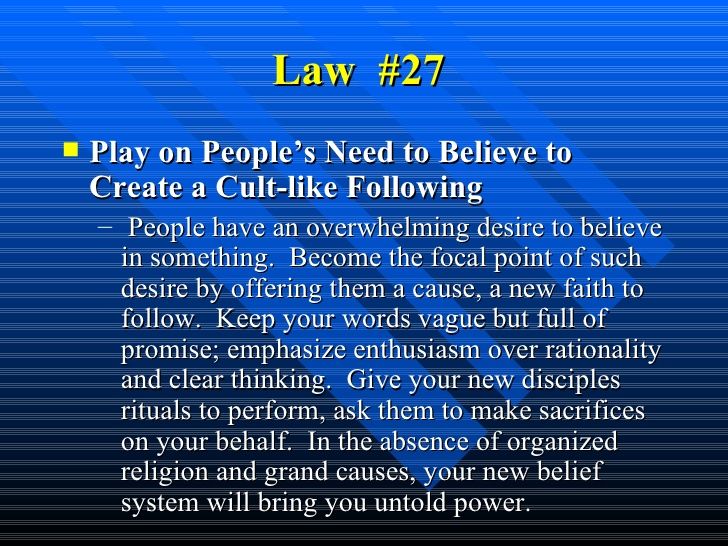 Law #27
Play on People’s Need to Believe to
Create a Cult-like Following
– People have an overwhelming desire to believe
in something. Become the focal point of such
desire by offering them a cause, a new faith to
follow. Keep your words vague but full of
promise; emphasize enthusiasm over rationality
and clear thinking. Give your new disciples
rituals to perform, ask them to make sacrifices
on your behalf. In the absence of organized
religion and grand causes, your new belief
system will bring you untold power.